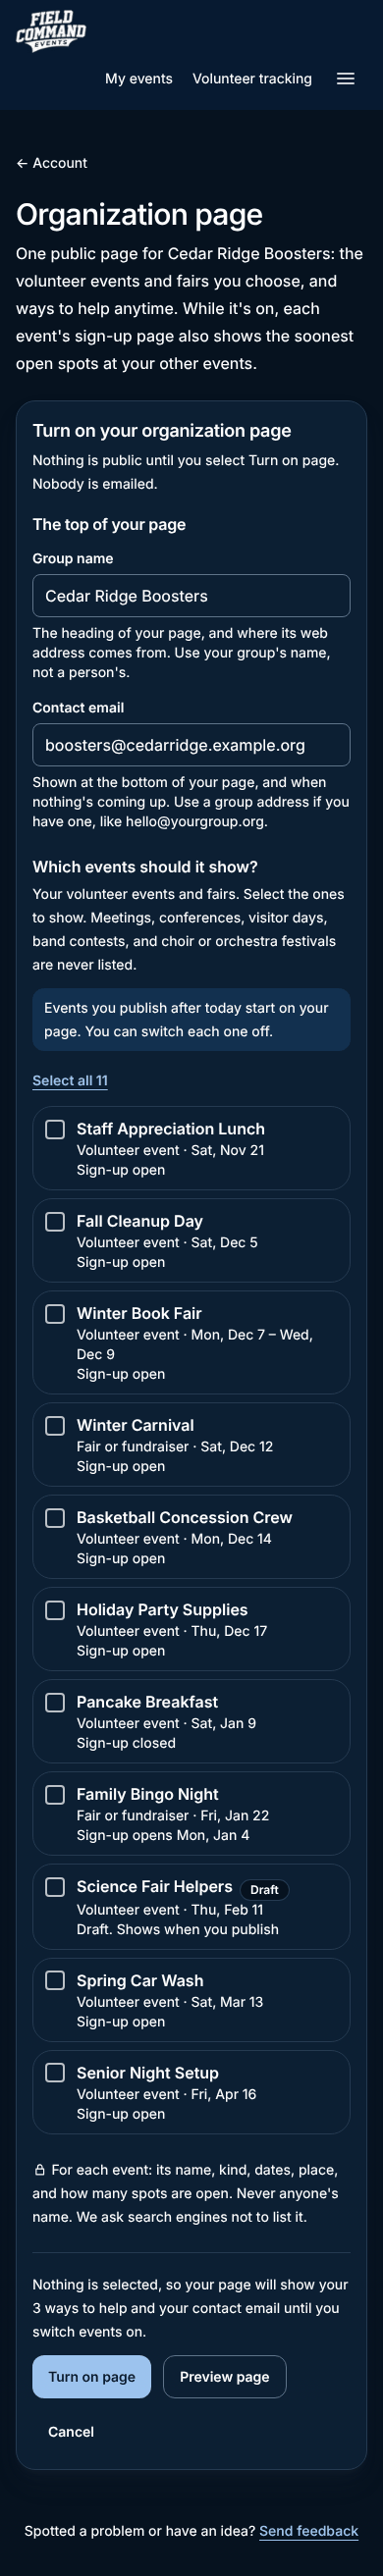 FIELD
COMMAND
EVENTS
My events Volunteer tracking
← Account
Organization page
One public page for Cedar Ridge Boosters: the
volunteer events and fairs you choose, and
ways to help anytime. While it's on, each
event's sign-up page also shows the soonest
open spots at your other events.
Turn on your organization page
Nothing is public until you select Turn on page.
Nobody is emailed.
The top of your page
Group name
Cedar Ridge Boosters
The heading of your page, and where its web
address comes from. Use your group's name,
not a person's.
Contact email
boosters@cedarridge.example.org
Shown at the bottom of your page, and when
nothing's coming up. Use a group address if you
have one, like hello@yourgroup.org.
Which events should it show?
Your volunteer events and fairs. Select the ones
to show. Meetings, conferences, visitor days,
band contests, and choir or orchestra festivals
are never listed.
Events you publish after today start on your
page. You can switch each one off.
Select all 11
Staff Appreciation Lunch
Volunteer event · Sat, Nov 21
Sign-up open
Fall Cleanup Day
Volunteer event · Sat, Dec 5
Sign-up open
Winter Book Fair
Volunteer event · Mon, Dec 7 – Wed,
Dec 9
Sign-up open
Winter Carnival
Fair or fundraiser · Sat, Dec 12
Sign-up open
Basketball Concession Crew
Volunteer event · Mon, Dec 14
Sign-up open
Holiday Party Supplies
Volunteer event · Thu, Dec 17
Sign-up open
Pancake Breakfast
Volunteer event · Sat, Jan 9
Sign-up closed
Family Bingo Night
Fair or fundraiser · Fri, Jan 22
Sign-up opens Mon, Jan 4
Science Fair Helpers Draft
Volunteer event · Thu, Feb 11
Draft. Shows when you publish
Spring Car Wash
Volunteer event · Sat, Mar 13
Sign-up open
Senior Night Setup
Volunteer event · Fri, Apr 16
Sign-up open
For each event: its name, kind, dates, place,
and how many spots are open. Never anyone's
name. We ask search engines not to list it.
Nothing is selected, so your page will show your
3 ways to help and your contact email until you
switch events on.
Turn on page Preview page
Cancel
Spotted a problem or have an idea? Send feedback